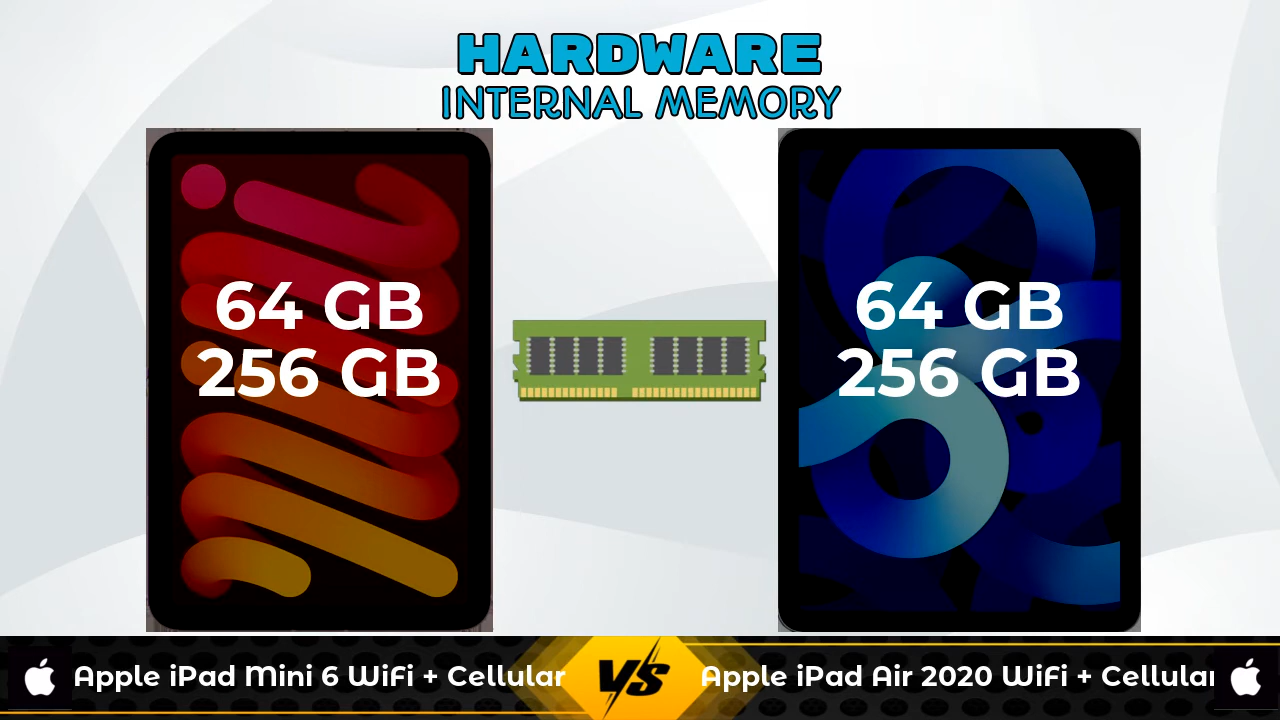 HARDWARE
INTERNAL MEMORY
64 GB
256 GB
64 GB
256 GB
Apple iPad Mini 6 WiFi + Cellular
VS
Apple iPad Air 2020 WiFi + Cellular